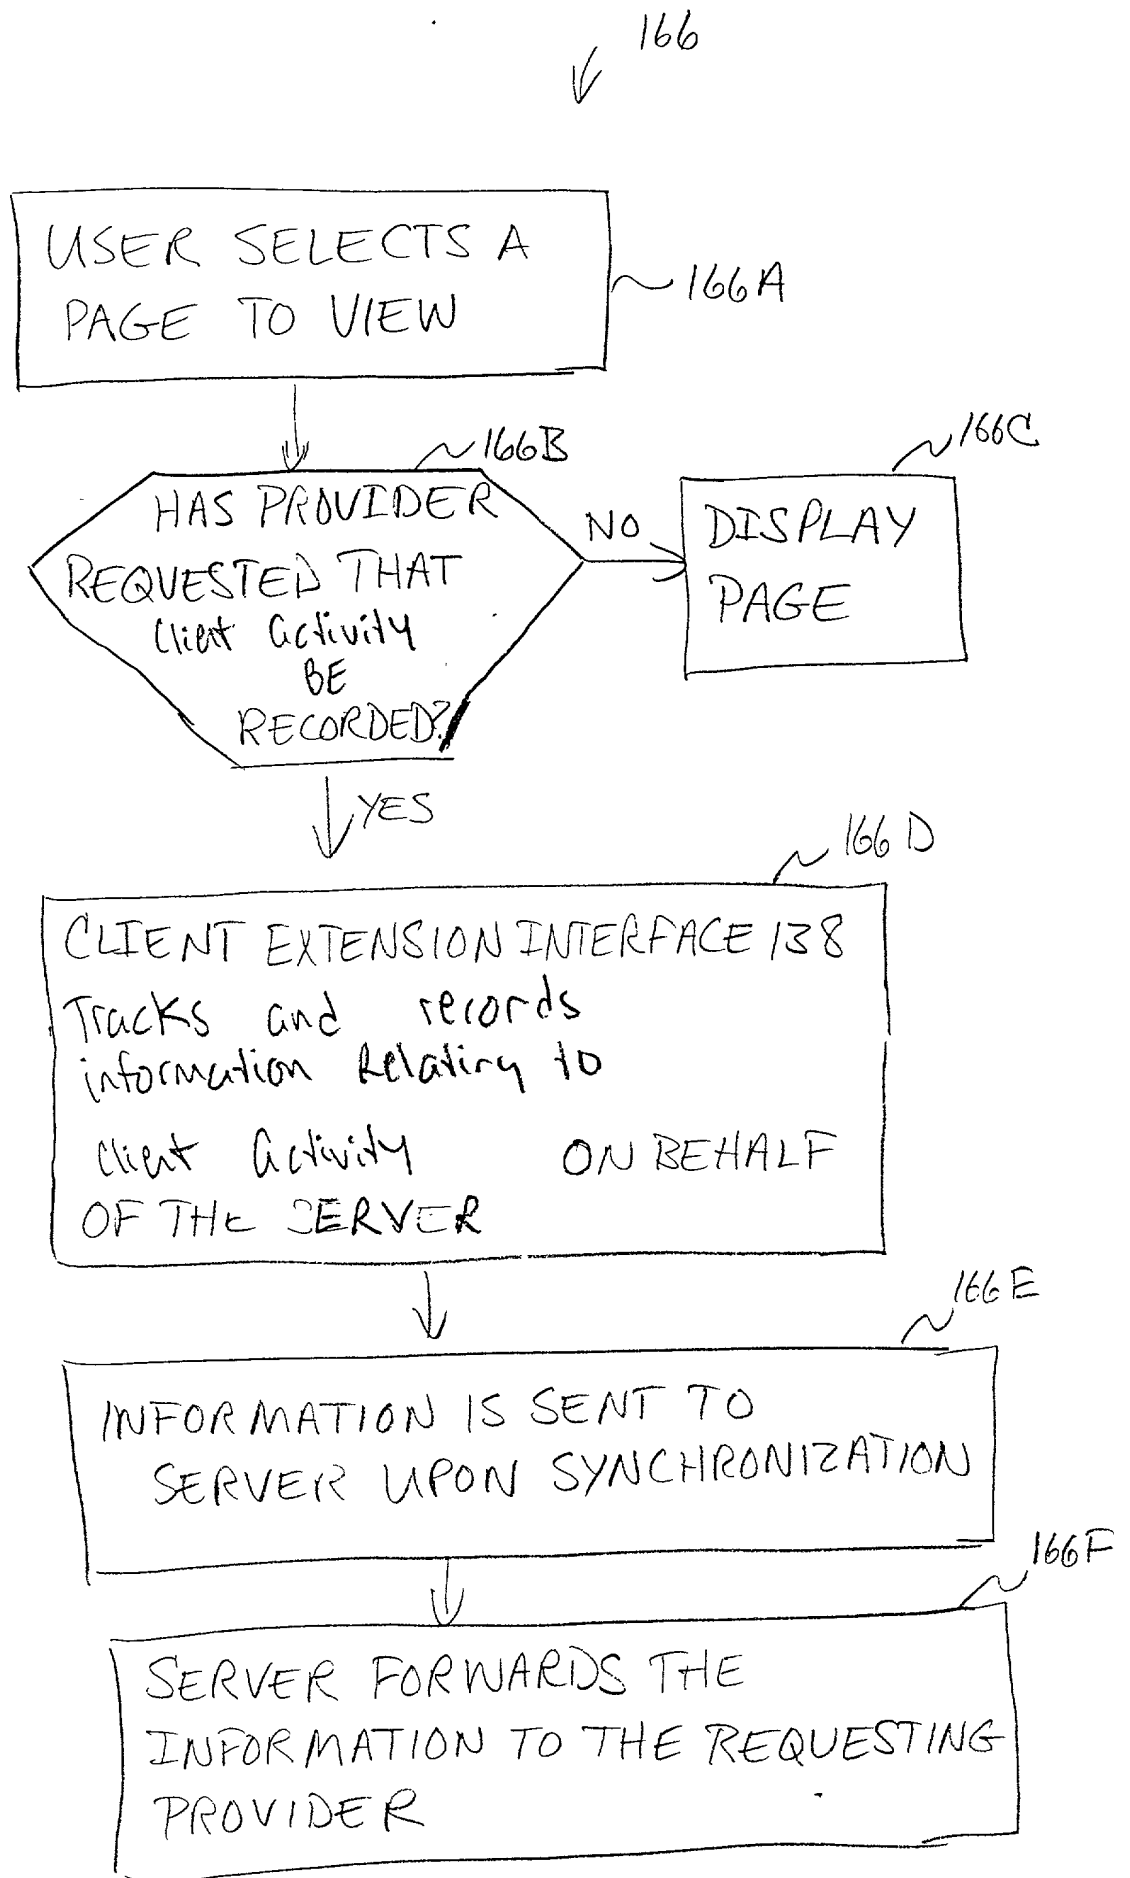 166
USER SELECTS A
PAGE TO VIEW
166A
166B
HAS PROVIDER
REQUESTED THAT
Client Activity
BE
RECORDED?
NO
166C
DISPLAY
PAGE
YES
166D
CLIENT EXTENSION INTERFACE 138
Tracks and records
information Relating to
Client Activity ON BEHALF
OF THE SERVER
166E
INFORMATION IS SENT TO
SERVER UPON SYNCHRONIZATION
166F
SERVER FORWARDS THE
INFORMATION TO THE REQUESTING
PROVIDER